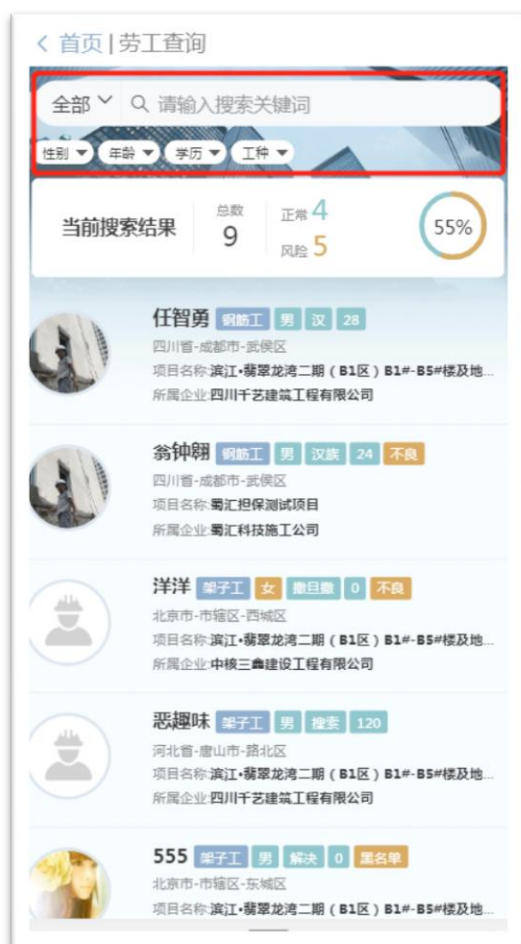 首页|劳工查询
全部 请输入搜索关键词
性别 年龄 学历 工种
当前搜索结果 总数 9 正常 4 风险 5 55%
任智勇 钢筋工 男 汉 28
四川省-成都市-武侯区
项目名称:滨江•翡翠龙湾二期（B1区）B1#-B5#楼及地...
所属企业:四川千艺建筑工程有限公司
翁钟翱 钢筋工 男 汉族 24 不良
四川省-成都市-武侯区
项目名称:蜀汇担保测试项目
所属企业:蜀汇科技施工公司
洋洋 架子工 女 撒旦撒 0 不良
北京市-市辖区-西城区
项目名称:滨江•翡翠龙湾二期（B1区）B1#-B5#楼及地...
所属企业:中核三鑫建设工程有限公司
恶趣味 架子工 男 搜索 120
河北省-唐山市-路北区
项目名称:滨江•翡翠龙湾二期（B1区）B1#-B5#楼及地...
所属企业:四川千艺建筑工程有限公司
555 架子工 男 解决 0 黑名单
北京市-市辖区-东城区
项目名称:滨江•翡翠龙湾二期（B1区）B1#-B5#楼及地...